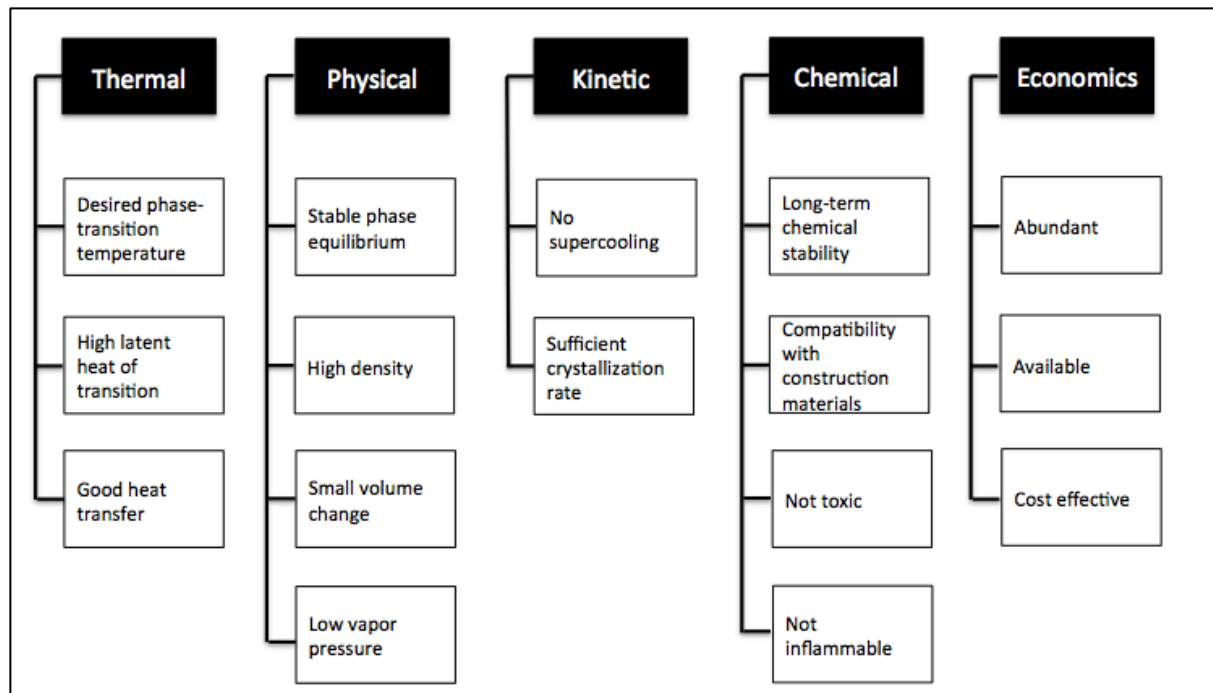 Thermal
Desired phase-
transition
temperature
High latent
heat of
transition
Good heat
transfer
Physical
Stable phase
equilibrium
High density
Small volume
change
Low vapor
pressure
Kinetic
No
supercooling
Sufficient
crystallization
rate
Chemical
Long-term
chemical
stability
Compatibility
with
construction
materials
Not toxic
Not
inflammable
Economics
Abundant
Available
Cost effective